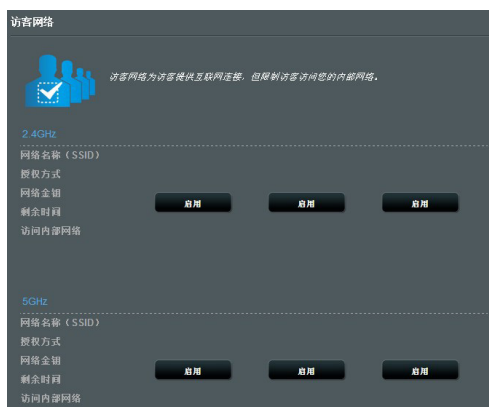 访客网络
访客网络为访客提供互联网连接，但限制访客访问您的内部网络。
2.4GHz
网络名称（SSID）
授权方式
网络金钥
启用 启用 启用
剩余时间
访问内部网络
5GHz
网络名称（SSID）
授权方式
网络金钥
启用 启用 启用
剩余时间
访问内部网络